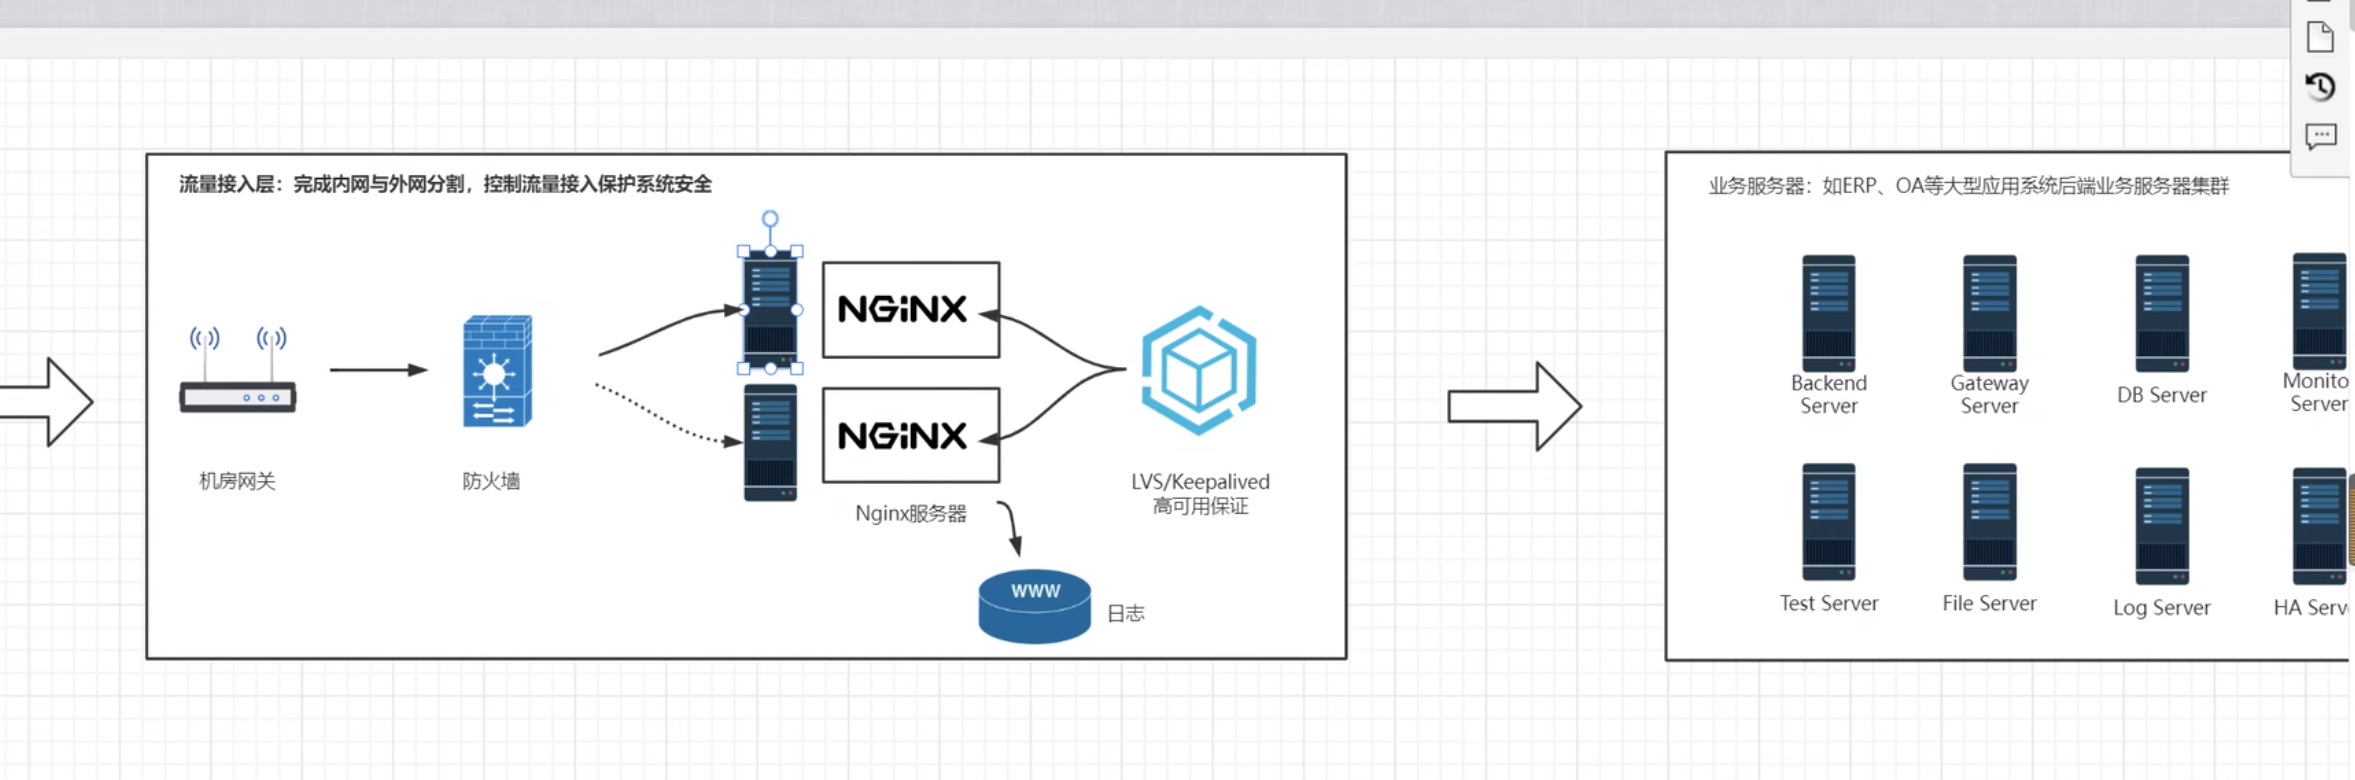 流量接入层：完成内网与外网分割，控制流量接入保护系统安全
NGiNX
NGiNX
机房网关
防火墙
Nginx服务器
LVS/Keepalived
高可用保证
WWW
日志
业务服务器：如ERP、OA等大型应用系统后端业务服务器集群
Backend
Server
Gateway
Server
DB Server
Monito
Server
Test Server
File Server
Log Server
HA Serv